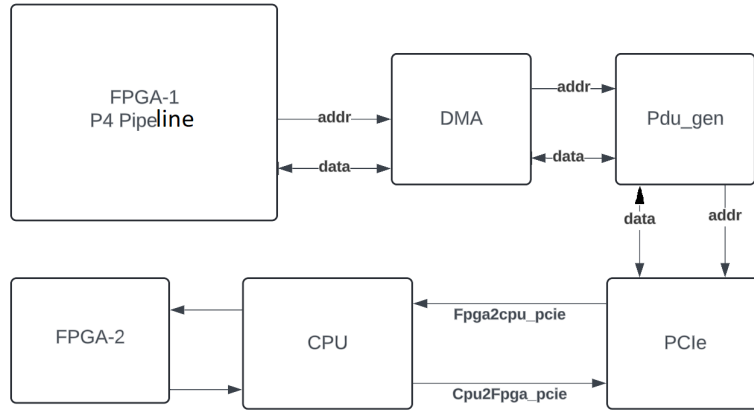 FPGA-1
P4 Pipeline
addr
data
DMA
addr
data
Pdu_gen
data
addr
FPGA-2
CPU
Fpga2cpu_pcie
Cpu2Fpga_pcie
PCIe